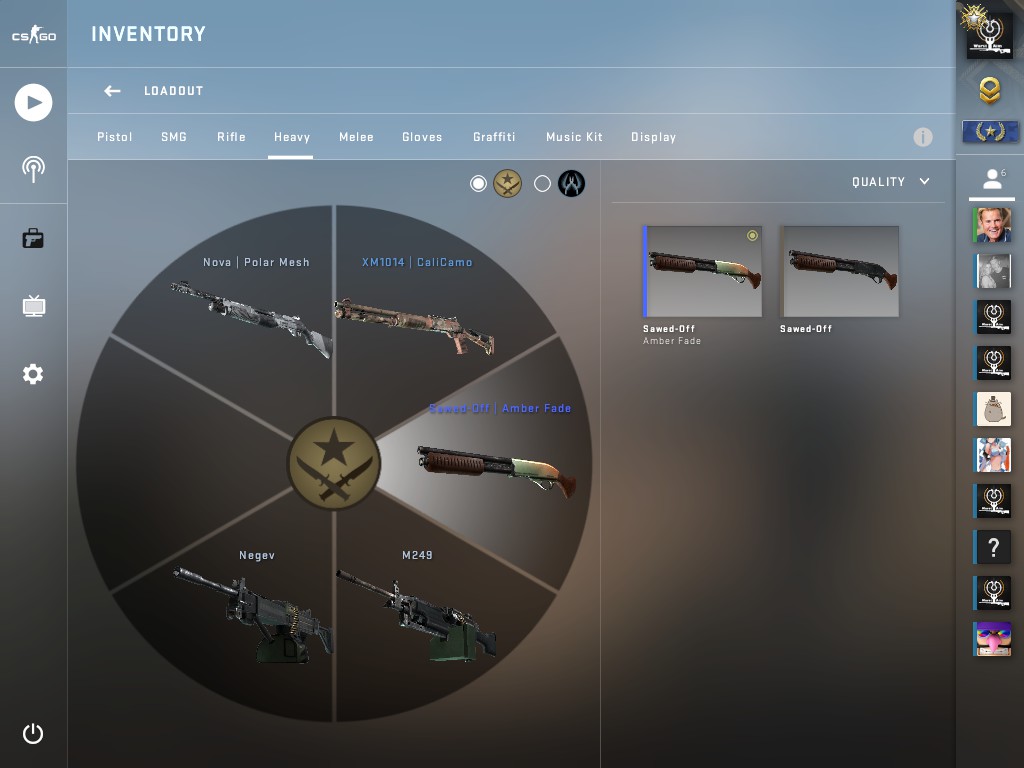 CS GO
INVENTORY
LOADOUT
Pistol SMG Rifle Heavy Melee Gloves Graffiti Music Kit Display
i
QUALITY
6
Nova | Polar Mesh
XM1014 | CaliCamo
Sawed-Off
Amber Fade
Sawed-Off
Sawed-Off | Amber Fade
Negev
M249
?